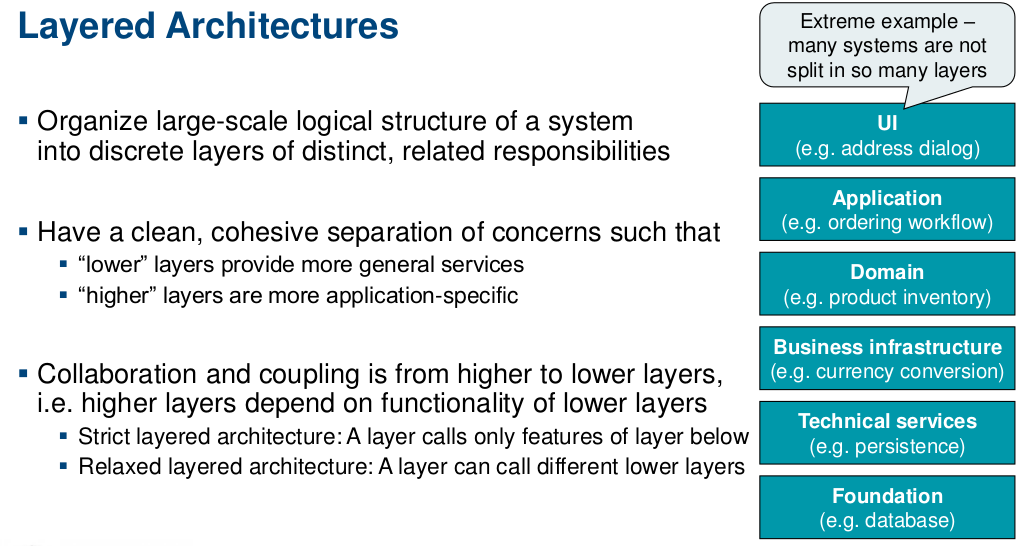 Layered Architectures
▪ Organize large-scale logical structure of a system
into discrete layers of distinct, related responsibilities
▪ Have a clean, cohesive separation of concerns such that
▪ “lower” layers provide more general services
▪ “higher” layers are more application-specific
▪ Collaboration and coupling is from higher to lower layers,
i.e. higher layers depend on functionality of lower layers
▪ Strict layered architecture: A layer calls only features of layer below
▪ Relaxed layered architecture: A layer can call different lower layers
Extreme example –
many systems are not
split in so many layers
UI
(e.g. address dialog)
Application
(e.g. ordering workflow)
Domain
(e.g. product inventory)
Business infrastructure
(e.g. currency conversion)
Technical services
(e.g. persistence)
Foundation
(e.g. database)